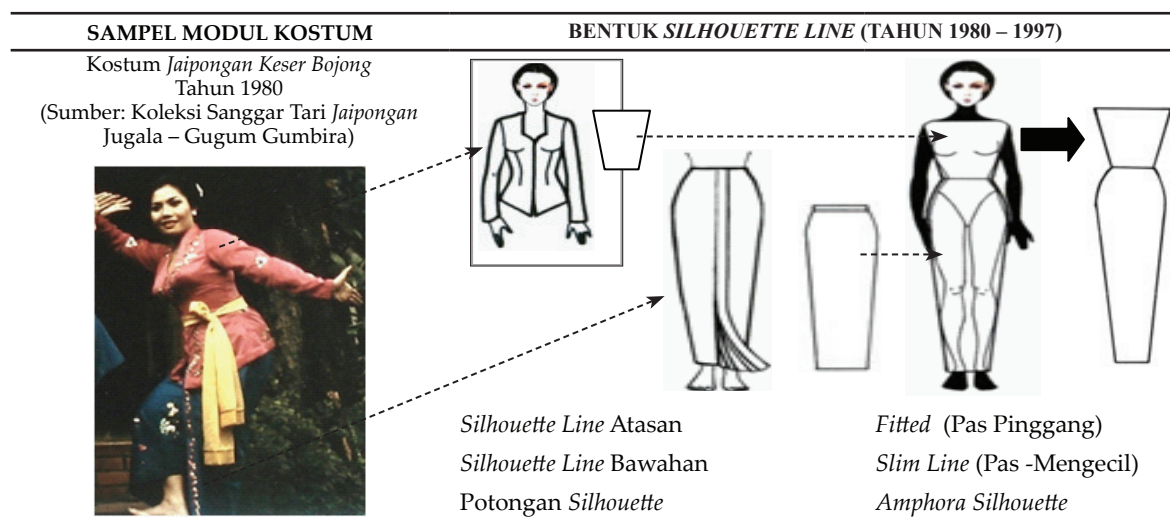 SAMPEL MODUL KOSTUM
BENTUK SILHOUETTE LINE (TAHUN 1980 – 1997)
Kostum Jaipongan Keser Bojong
Tahun 1980
(Sumber: Koleksi Sanggar Tari Jaipongan
Jugala – Gugum Gumbira)
Silhouette Line Atasan
Fitted (Pas Pinggang)
Silhouette Line Bawahan
Slim Line (Pas -Mengecil)
Potongan Silhouette
Amphora Silhouette